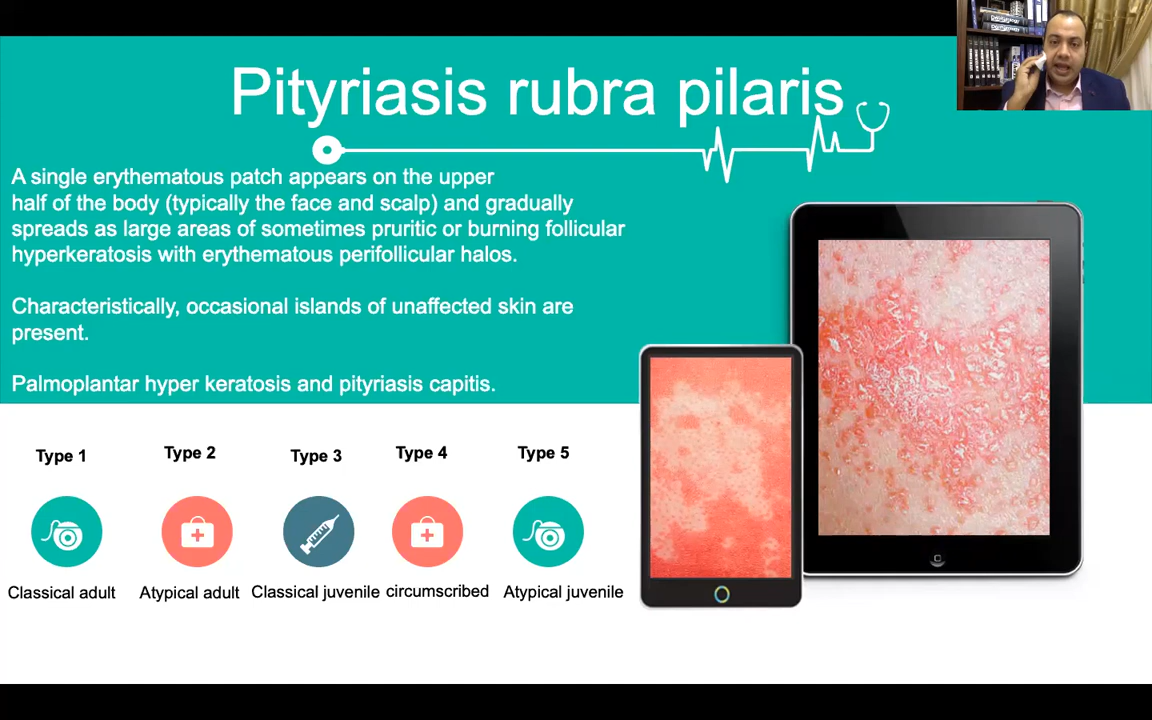 Pityriasis rubra pilaris
A single erythematous patch appears on the upper
half of the body (typically the face and scalp) and gradually
spreads as large areas of sometimes pruritic or burning follicular
hyperkeratosis with erythematous perifollicular halos.
Characteristically, occasional islands of unaffected skin are
present.
Palmoplantar hyper keratosis and pityriasis capitis.
Type 1
Type 2
Type 3
Type 4
Type 5
Classical adult
Atypical adult
Classical juvenile
circumscribed
Atypical juvenile